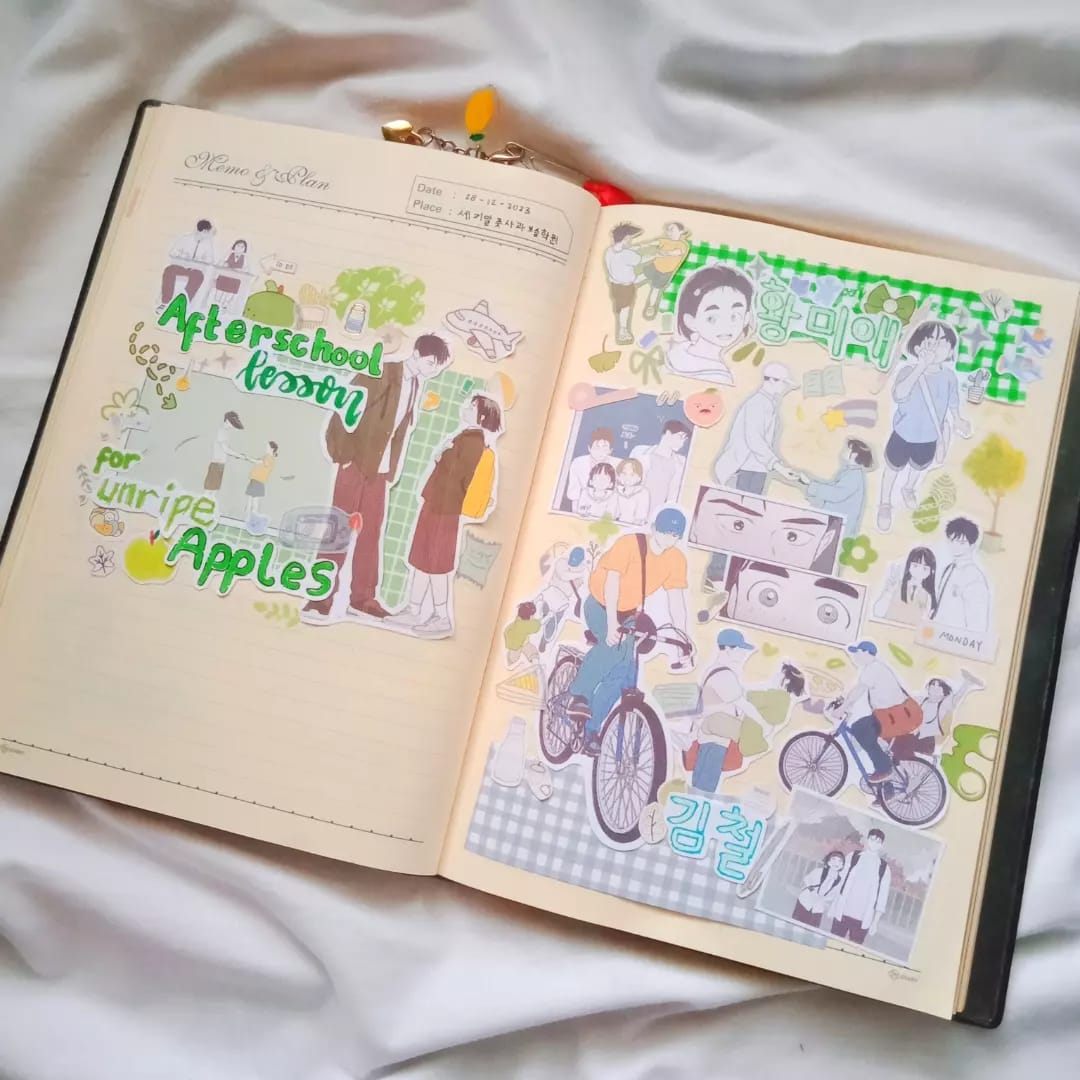 Memo & Plan
Date : 28-12-2023
Place : 세기말 풋사과 보습학원
Afterschool
lesson
for
unripe
Apples
황미애
MONDAY
김철